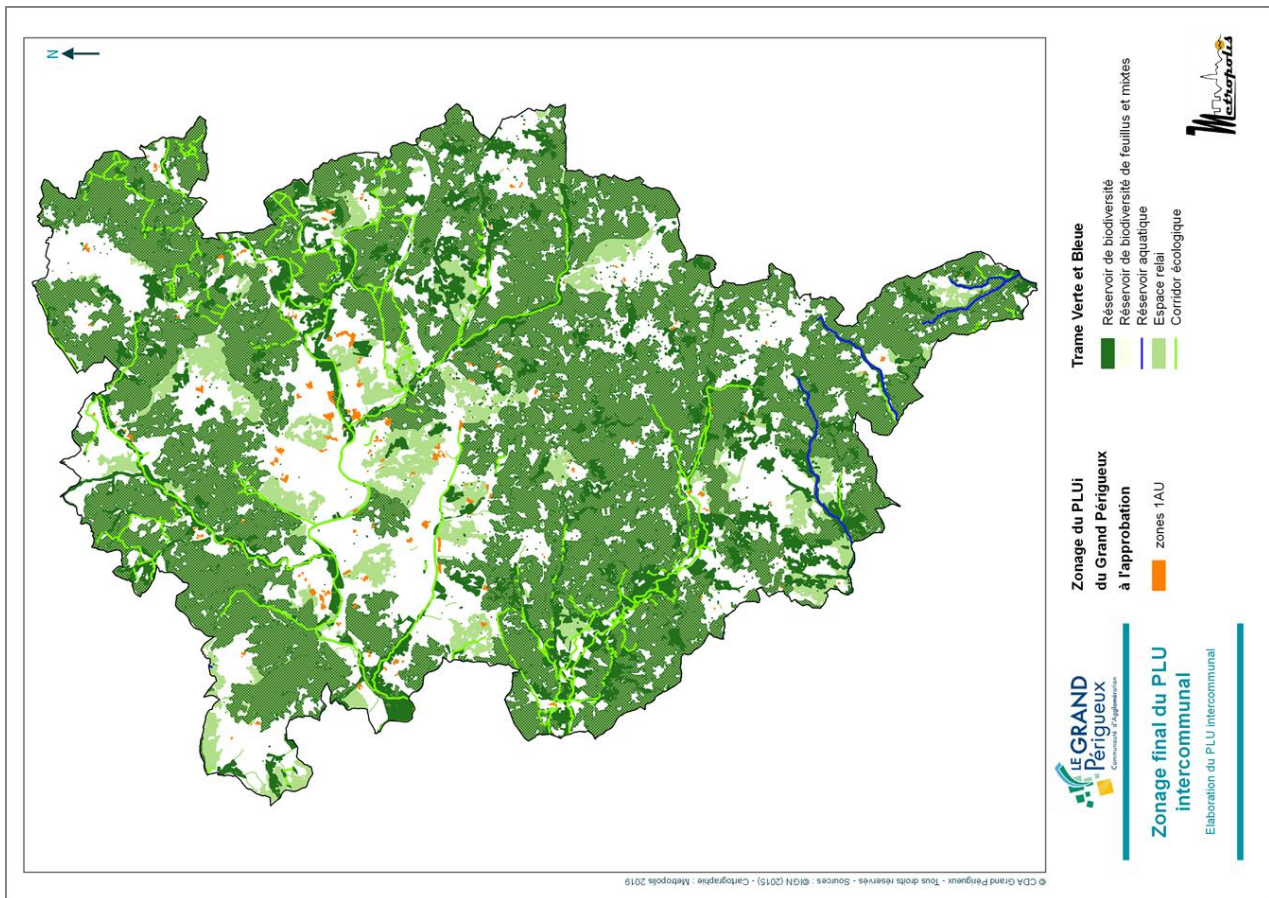 N
LE GRAND
Périgueux
Communauté d'Agglomération
Zonage final du PLU
intercommunal
Elaboration du PLU intercommunal
Zonage du PLUi
du Grand Périgueux
à l'approbation
zones 1AU
Trame Verte et Bleue
Réservoir de biodiversité
Réservoir de biodiversité de feuillus et mixtes
Réservoir aquatique
Espace relai
Corridor écologique
Metropolis
© CDA Grand Périgueux - Tous droits réservés - Sources : ©IGN (2015) - Cartographie : Metropolis 2019